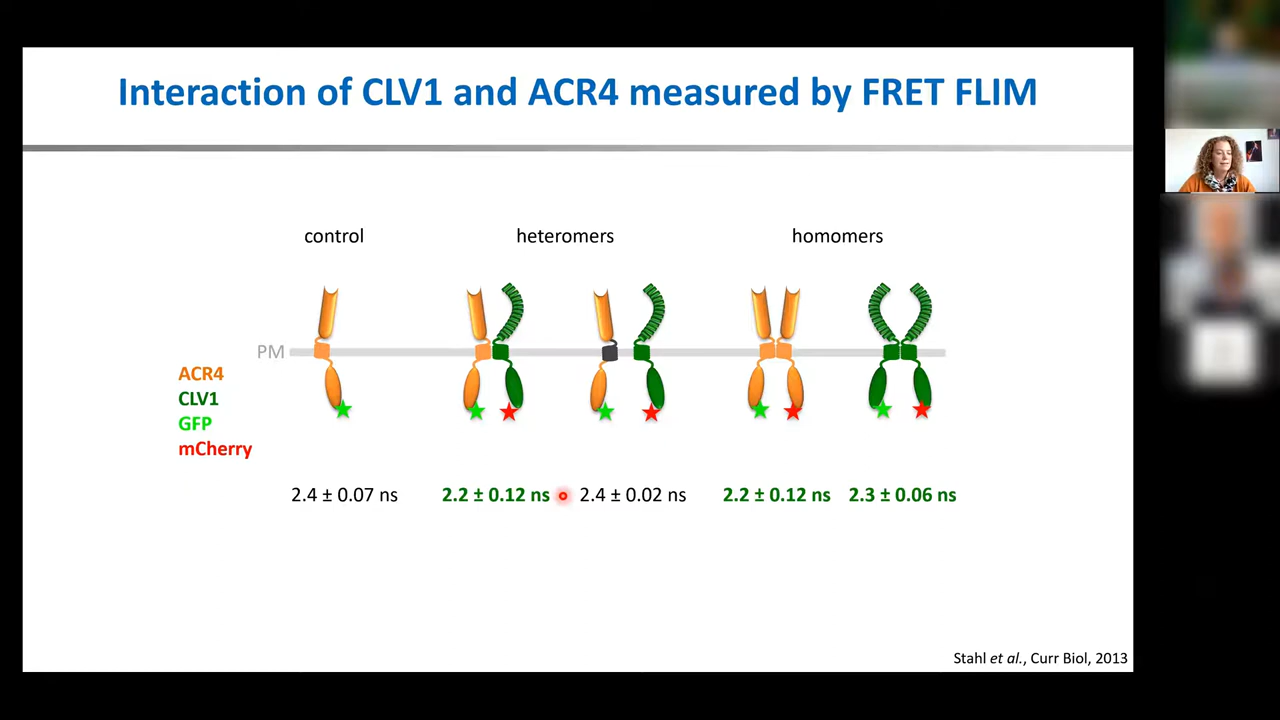 Interaction of CLV1 and ACR4 measured by FRET FLIM
control heteromers homomers
PM
ACR4
CLV1
GFP
mCherry
2.4 ± 0.07 ns 2.2 ± 0.12 ns 2.4 ± 0.02 ns 2.2 ± 0.12 ns 2.3 ± 0.06 ns
Stahl et al., Curr Biol, 2013